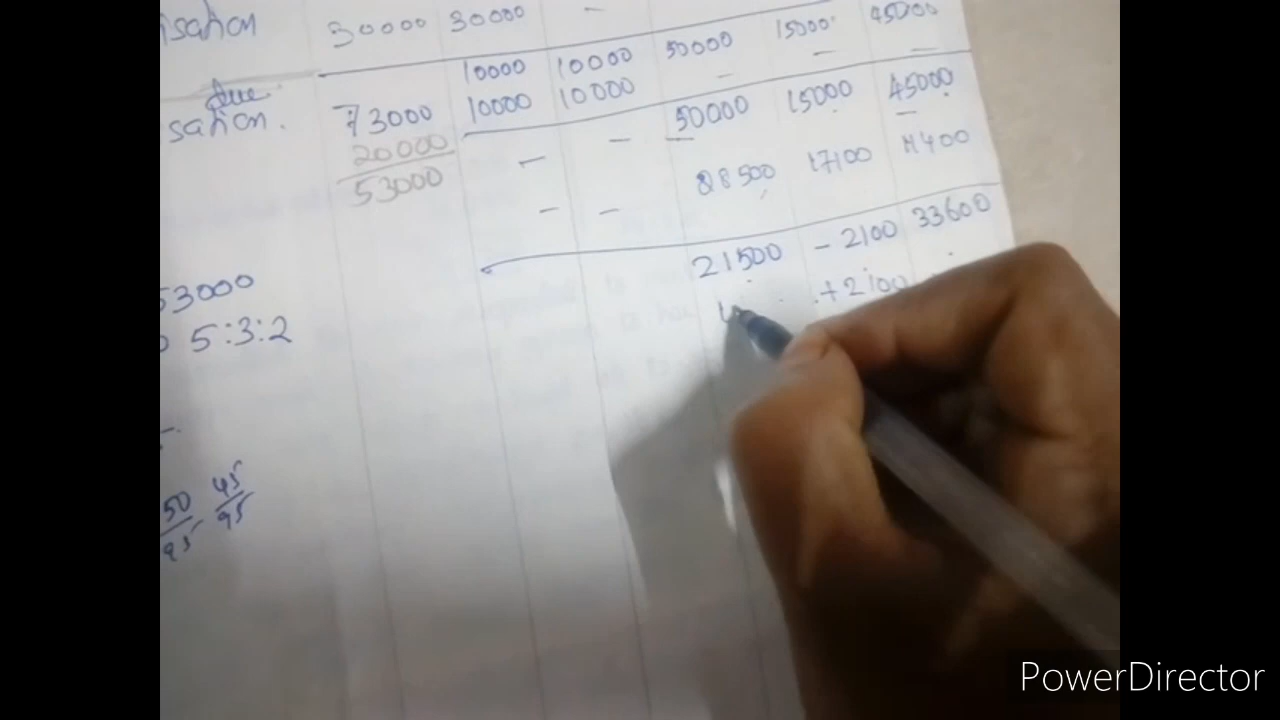 isation 30000 30000 - 50000 15000 45000
10000 10000 - - -
due
sation. 73000 10000 10000 50000 15000 45000
20000 - -
53000 28500 17100 11400
- -
21500 - 2100 33600
+2100
53000
5:3:2
50/95 45/95
PowerDirector